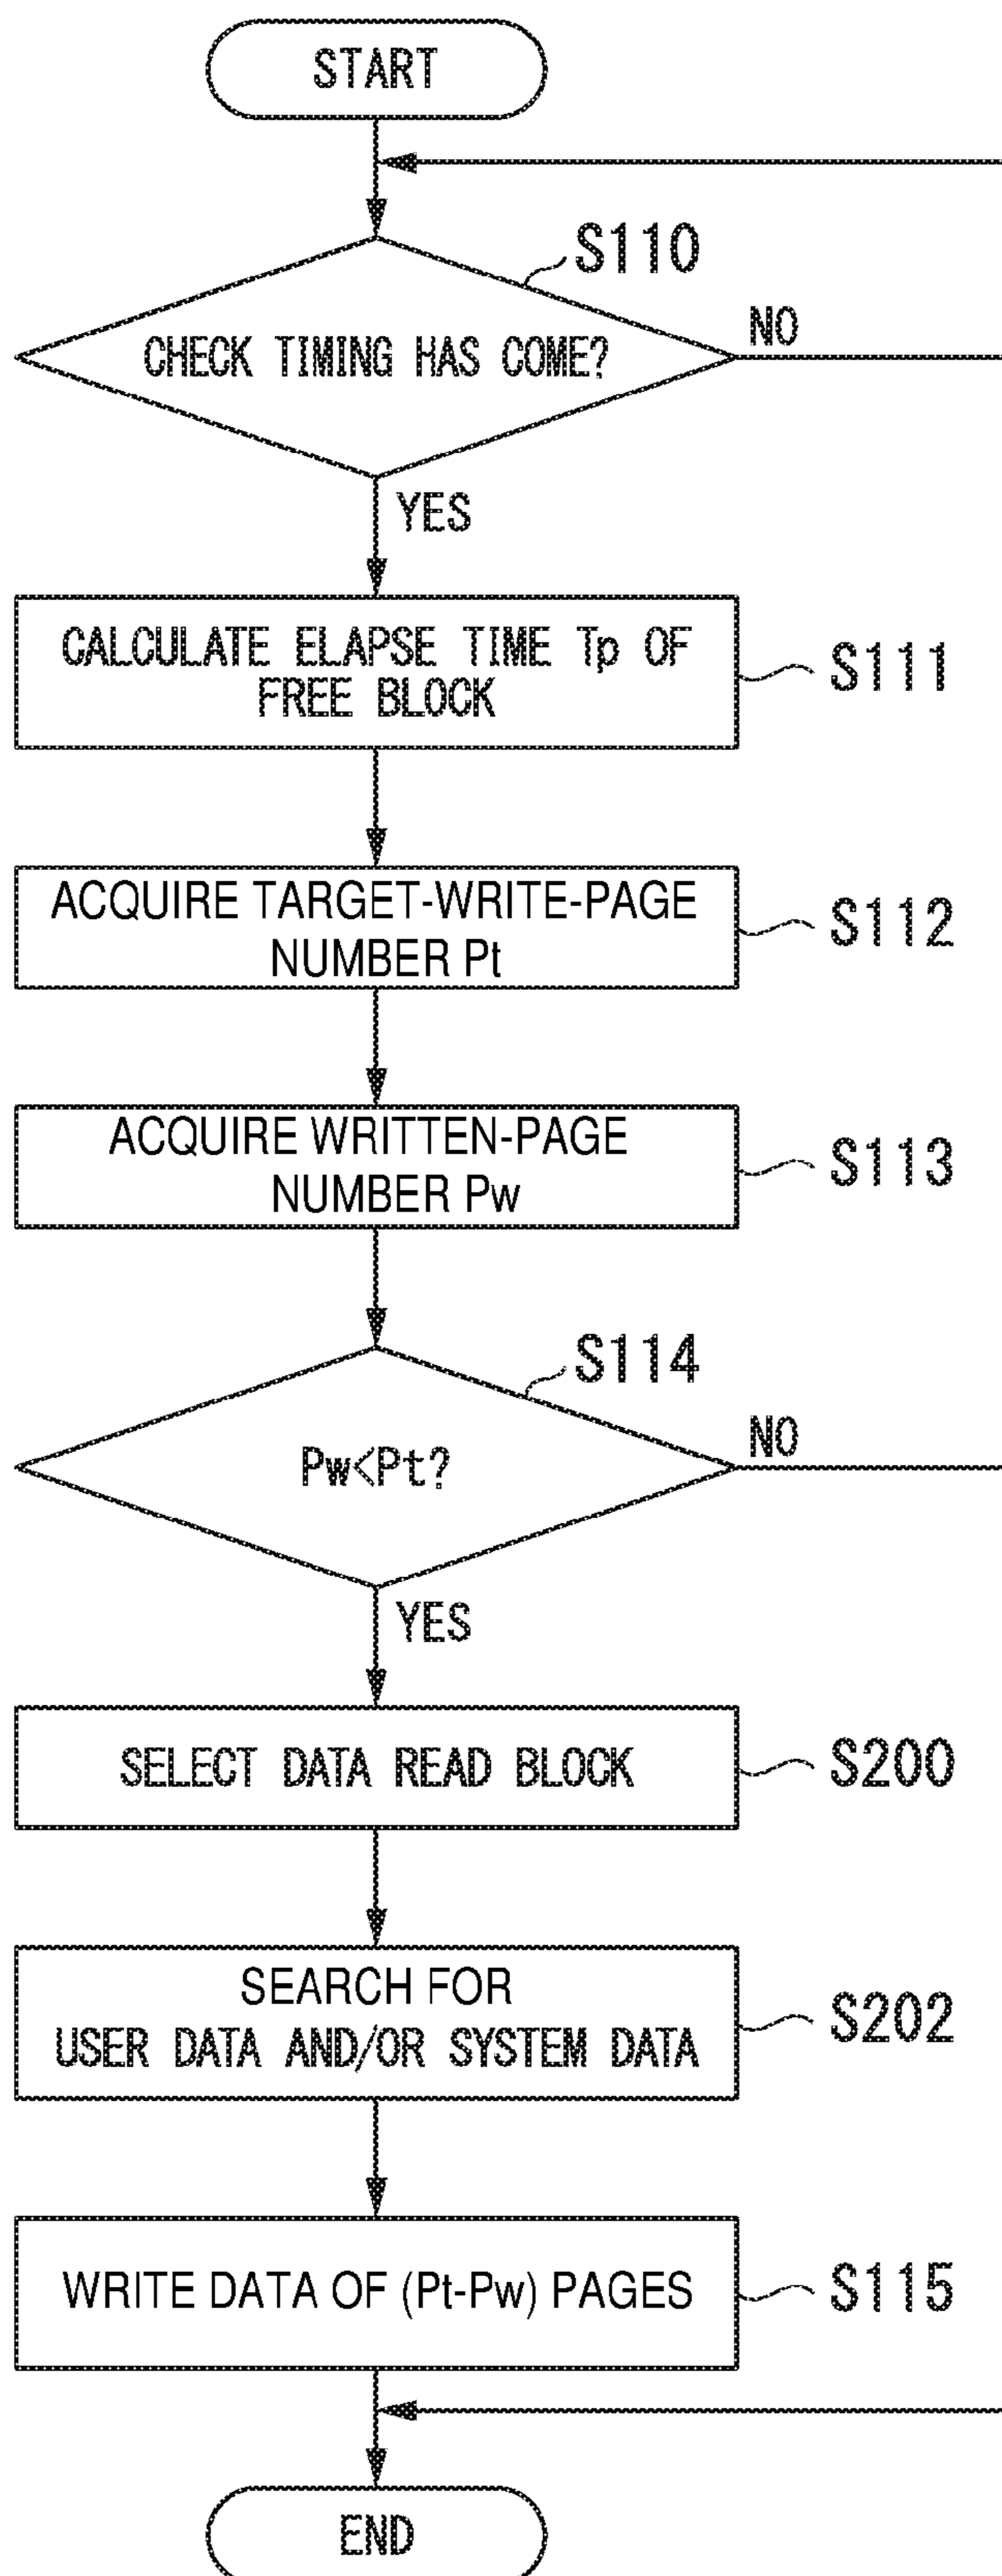 START
S110
CHECK TIMING HAS COME?
NO
YES
CALCULATE ELAPSE TIME Tp OF
FREE BLOCK
S111
ACQUIRE TARGET-WRITE-PAGE
NUMBER Pt
S112
ACQUIRE WRITTEN-PAGE
NUMBER Pw
S113
S114
Pw<Pt?
NO
YES
SELECT DATA READ BLOCK
S200
SEARCH FOR
USER DATA AND/OR SYSTEM DATA
S202
WRITE DATA OF (Pt-Pw) PAGES
S115
END